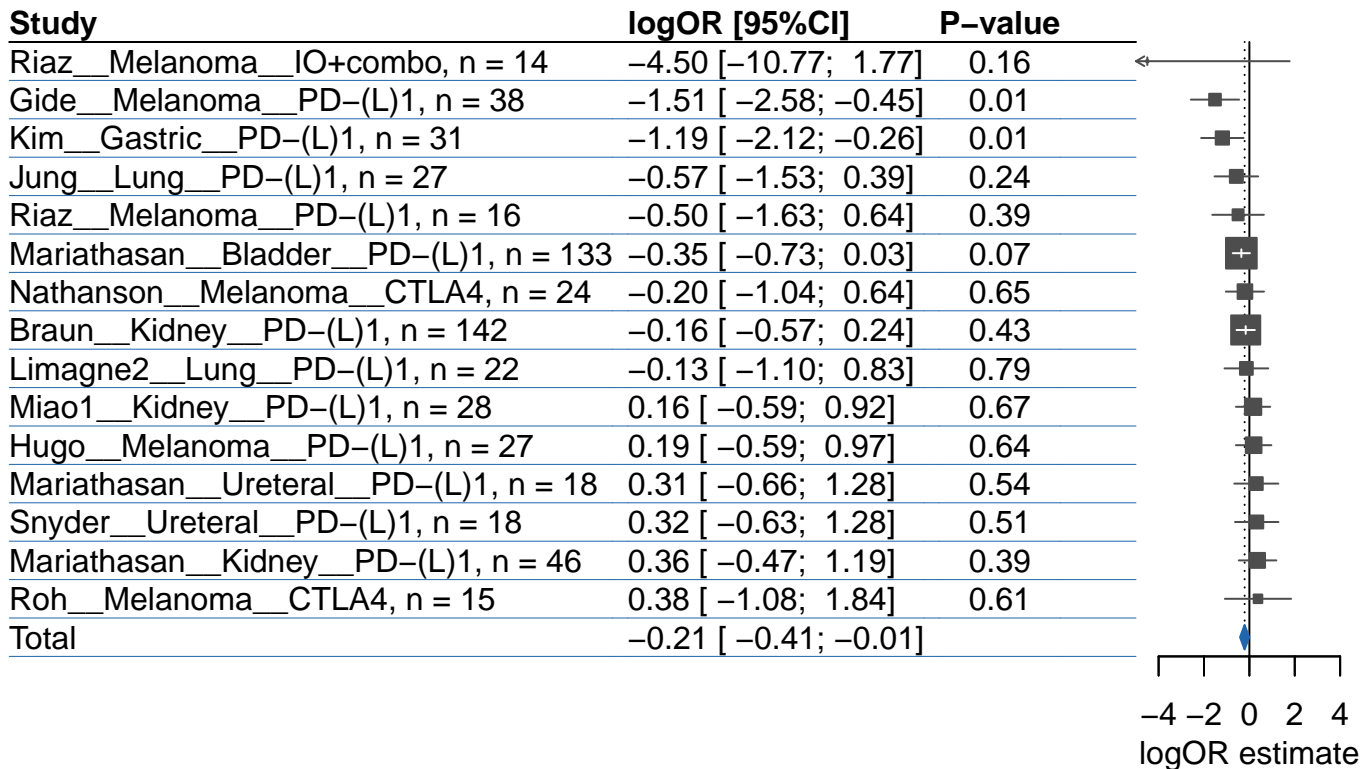 Study logOR [95%CI] P−value
Riaz__Melanoma__IO+combo, n = 14 −4.50 [−10.77; 1.77] 0.16
Gide__Melanoma__PD−(L)1, n = 38 −1.51 [ −2.58; −0.45] 0.01
Kim__Gastric__PD−(L)1, n = 31 −1.19 [ −2.12; −0.26] 0.01
Jung__Lung__PD−(L)1, n = 27 −0.57 [ −1.53; 0.39] 0.24
Riaz__Melanoma__PD−(L)1, n = 16 −0.50 [ −1.63; 0.64] 0.39
Mariathasan__Bladder__PD−(L)1, n = 133 −0.35 [ −0.73; 0.03] 0.07
Nathanson__Melanoma__CTLA4, n = 24 −0.20 [ −1.04; 0.64] 0.65
Braun__Kidney__PD−(L)1, n = 142 −0.16 [ −0.57; 0.24] 0.43
Limagne2__Lung__PD−(L)1, n = 22 −0.13 [ −1.10; 0.83] 0.79
Miao1__Kidney__PD−(L)1, n = 28 0.16 [ −0.59; 0.92] 0.67
Hugo__Melanoma__PD−(L)1, n = 27 0.19 [ −0.59; 0.97] 0.64
Mariathasan__Ureteral__PD−(L)1, n = 18 0.31 [ −0.66; 1.28] 0.54
Snyder__Ureteral__PD−(L)1, n = 18 0.32 [ −0.63; 1.28] 0.51
Mariathasan__Kidney__PD−(L)1, n = 46 0.36 [ −0.47; 1.19] 0.39
Roh__Melanoma__CTLA4, n = 15 0.38 [ −1.08; 1.84] 0.61
Total −0.21 [ −0.41; −0.01]
−4 −2 0 2 4
logOR estimate